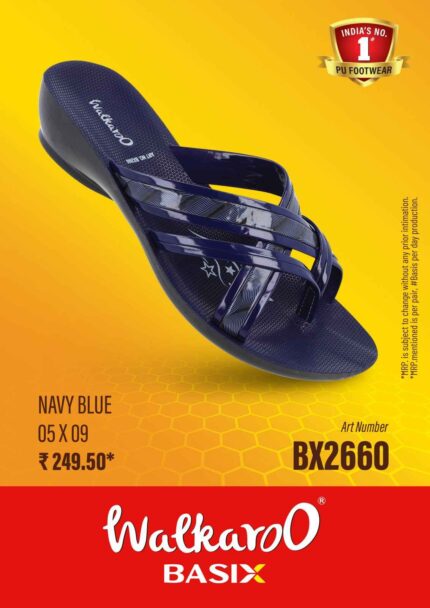 INDIA'S NO.
1#
PU FOOTWEAR
Walkaroo
NAVY BLUE
05 X 09
₹ 249.50*
Art Number
BX2660
*MRP. is subject to change without any prior intimation.
*MRP.mentioned is per pair. #Basis per day production.
Walkaroo®
BASIX